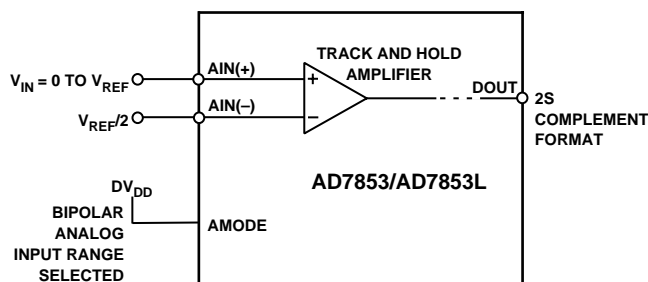 V_IN = 0 TO V_REF
AIN(+)
TRACK AND HOLD
AMPLIFIER
+
V_REF/2
AIN(–)
–
DOUT
2S
COMPLEMENT
FORMAT
AD7853/AD7853L
DV_DD
BIPOLAR
ANALOG
INPUT RANGE
SELECTED
AMODE